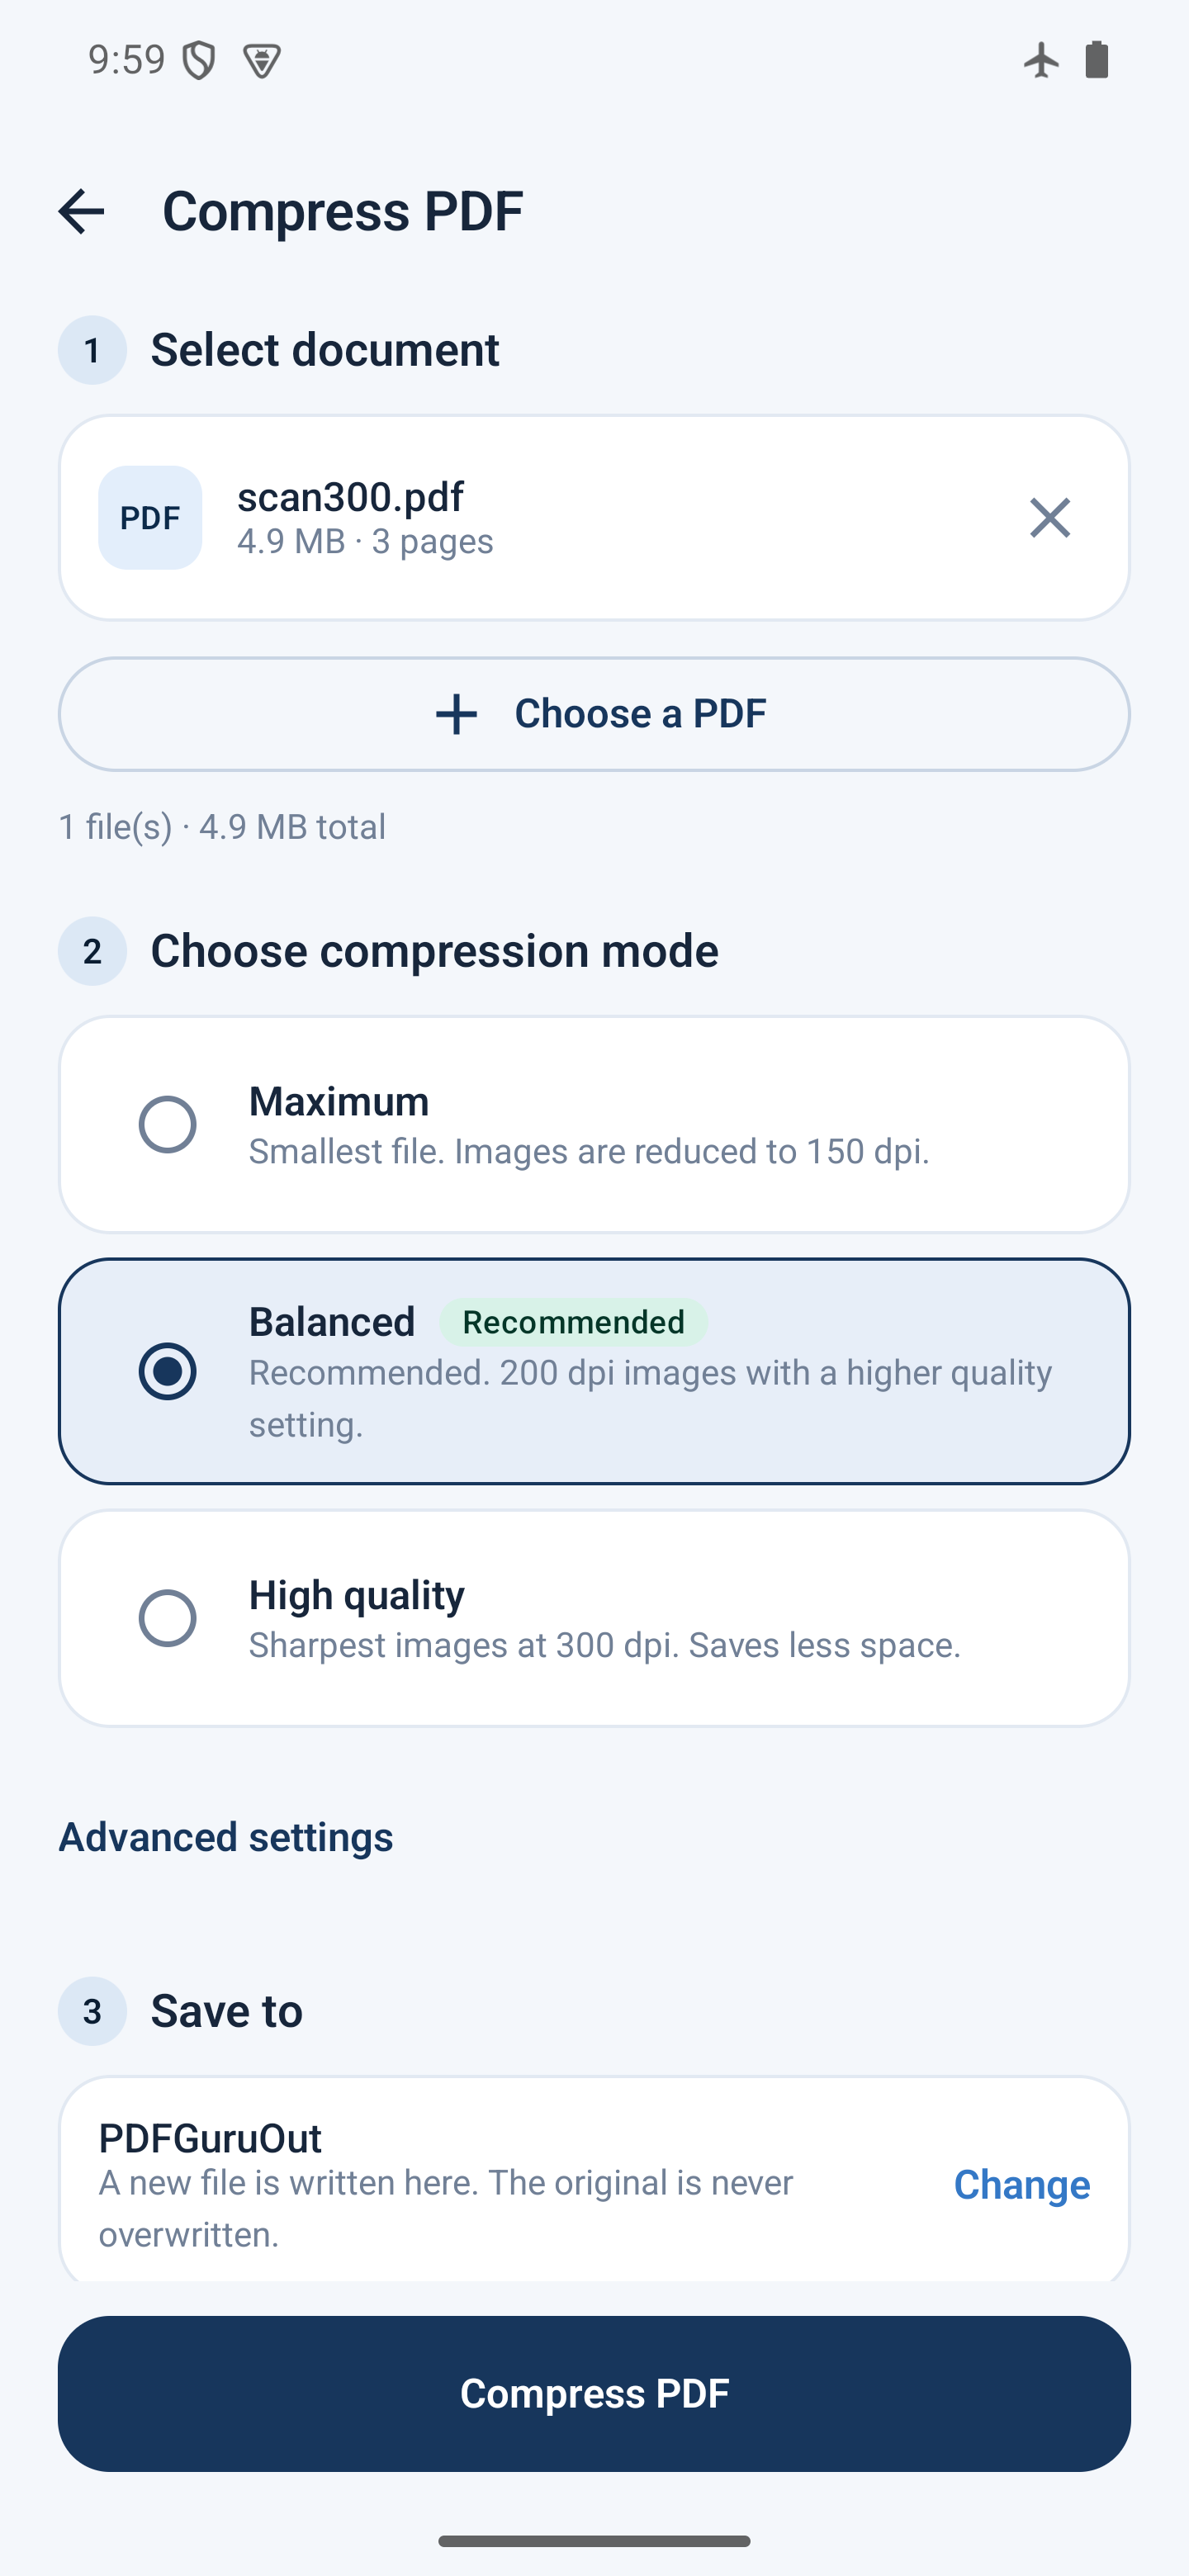 9:59
Compress PDF
1 Select document
PDF
scan300.pdf
4.9 MB · 3 pages
Choose a PDF
1 file(s) · 4.9 MB total
2 Choose compression mode
Maximum
Smallest file. Images are reduced to 150 dpi.
Balanced Recommended
Recommended. 200 dpi images with a higher quality
setting.
High quality
Sharpest images at 300 dpi. Saves less space.
Advanced settings
3 Save to
PDFGuruOut
A new file is written here. The original is never
overwritten.
Change
Compress PDF